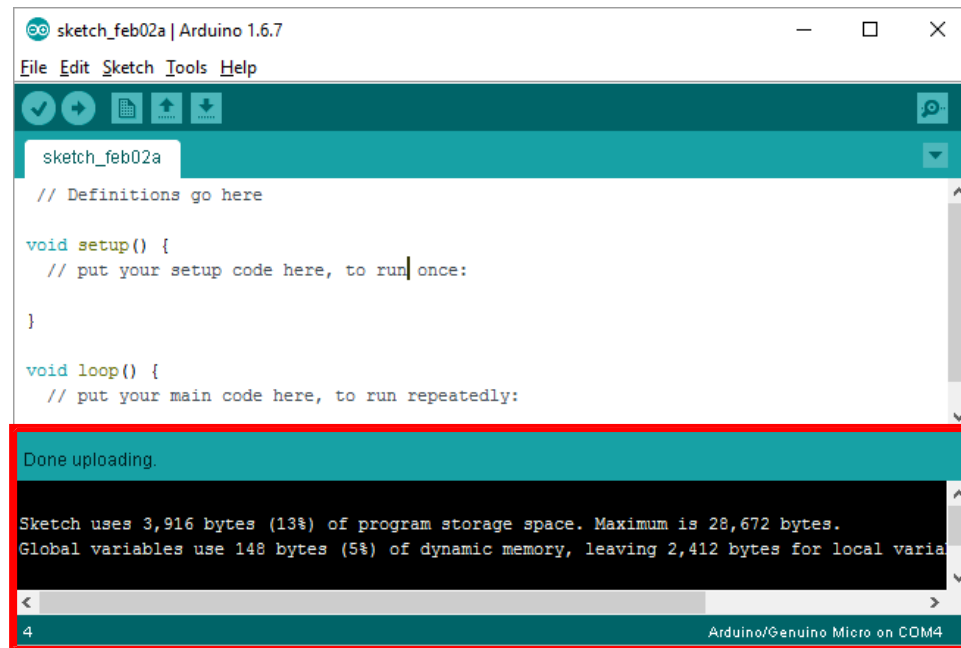 sketch_feb02a | Arduino 1.6.7
File Edit Sketch Tools Help
sketch_feb02a
// Definitions go here
void setup() {
// put your setup code here, to run once:
}
void loop() {
// put your main code here, to run repeatedly:
Done uploading.
Sketch uses 3,916 bytes (13%) of program storage space. Maximum is 28,672 bytes.
Global variables use 148 bytes (5%) of dynamic memory, leaving 2,412 bytes for local varia
4
Arduino/Genuino Micro on COM4